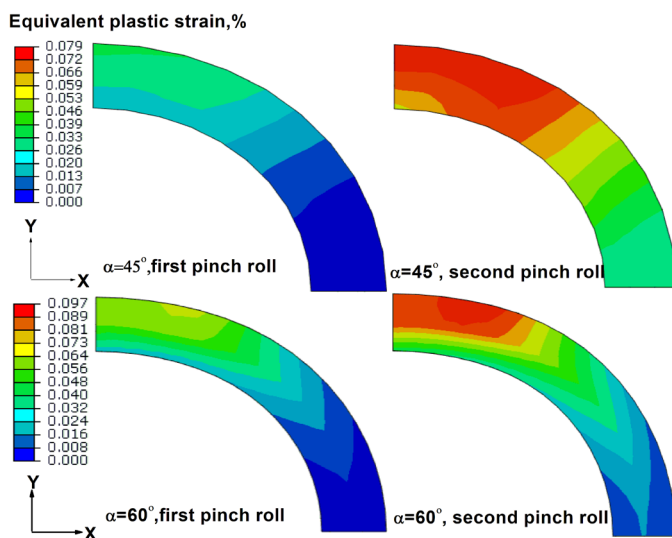 Equivalent plastic strain,%
0.079
0.072
0.066
0.059
0.053
0.046
0.039
0.033
0.026
0.020
0.013
0.007
0.000
Y
X
α=45°,first pinch roll
α=45°, second pinch roll
0.097
0.089
0.081
0.073
0.064
0.056
0.048
0.040
0.032
0.024
0.016
0.008
0.000
Y
X
α=60°,first pinch roll
α=60°, second pinch roll